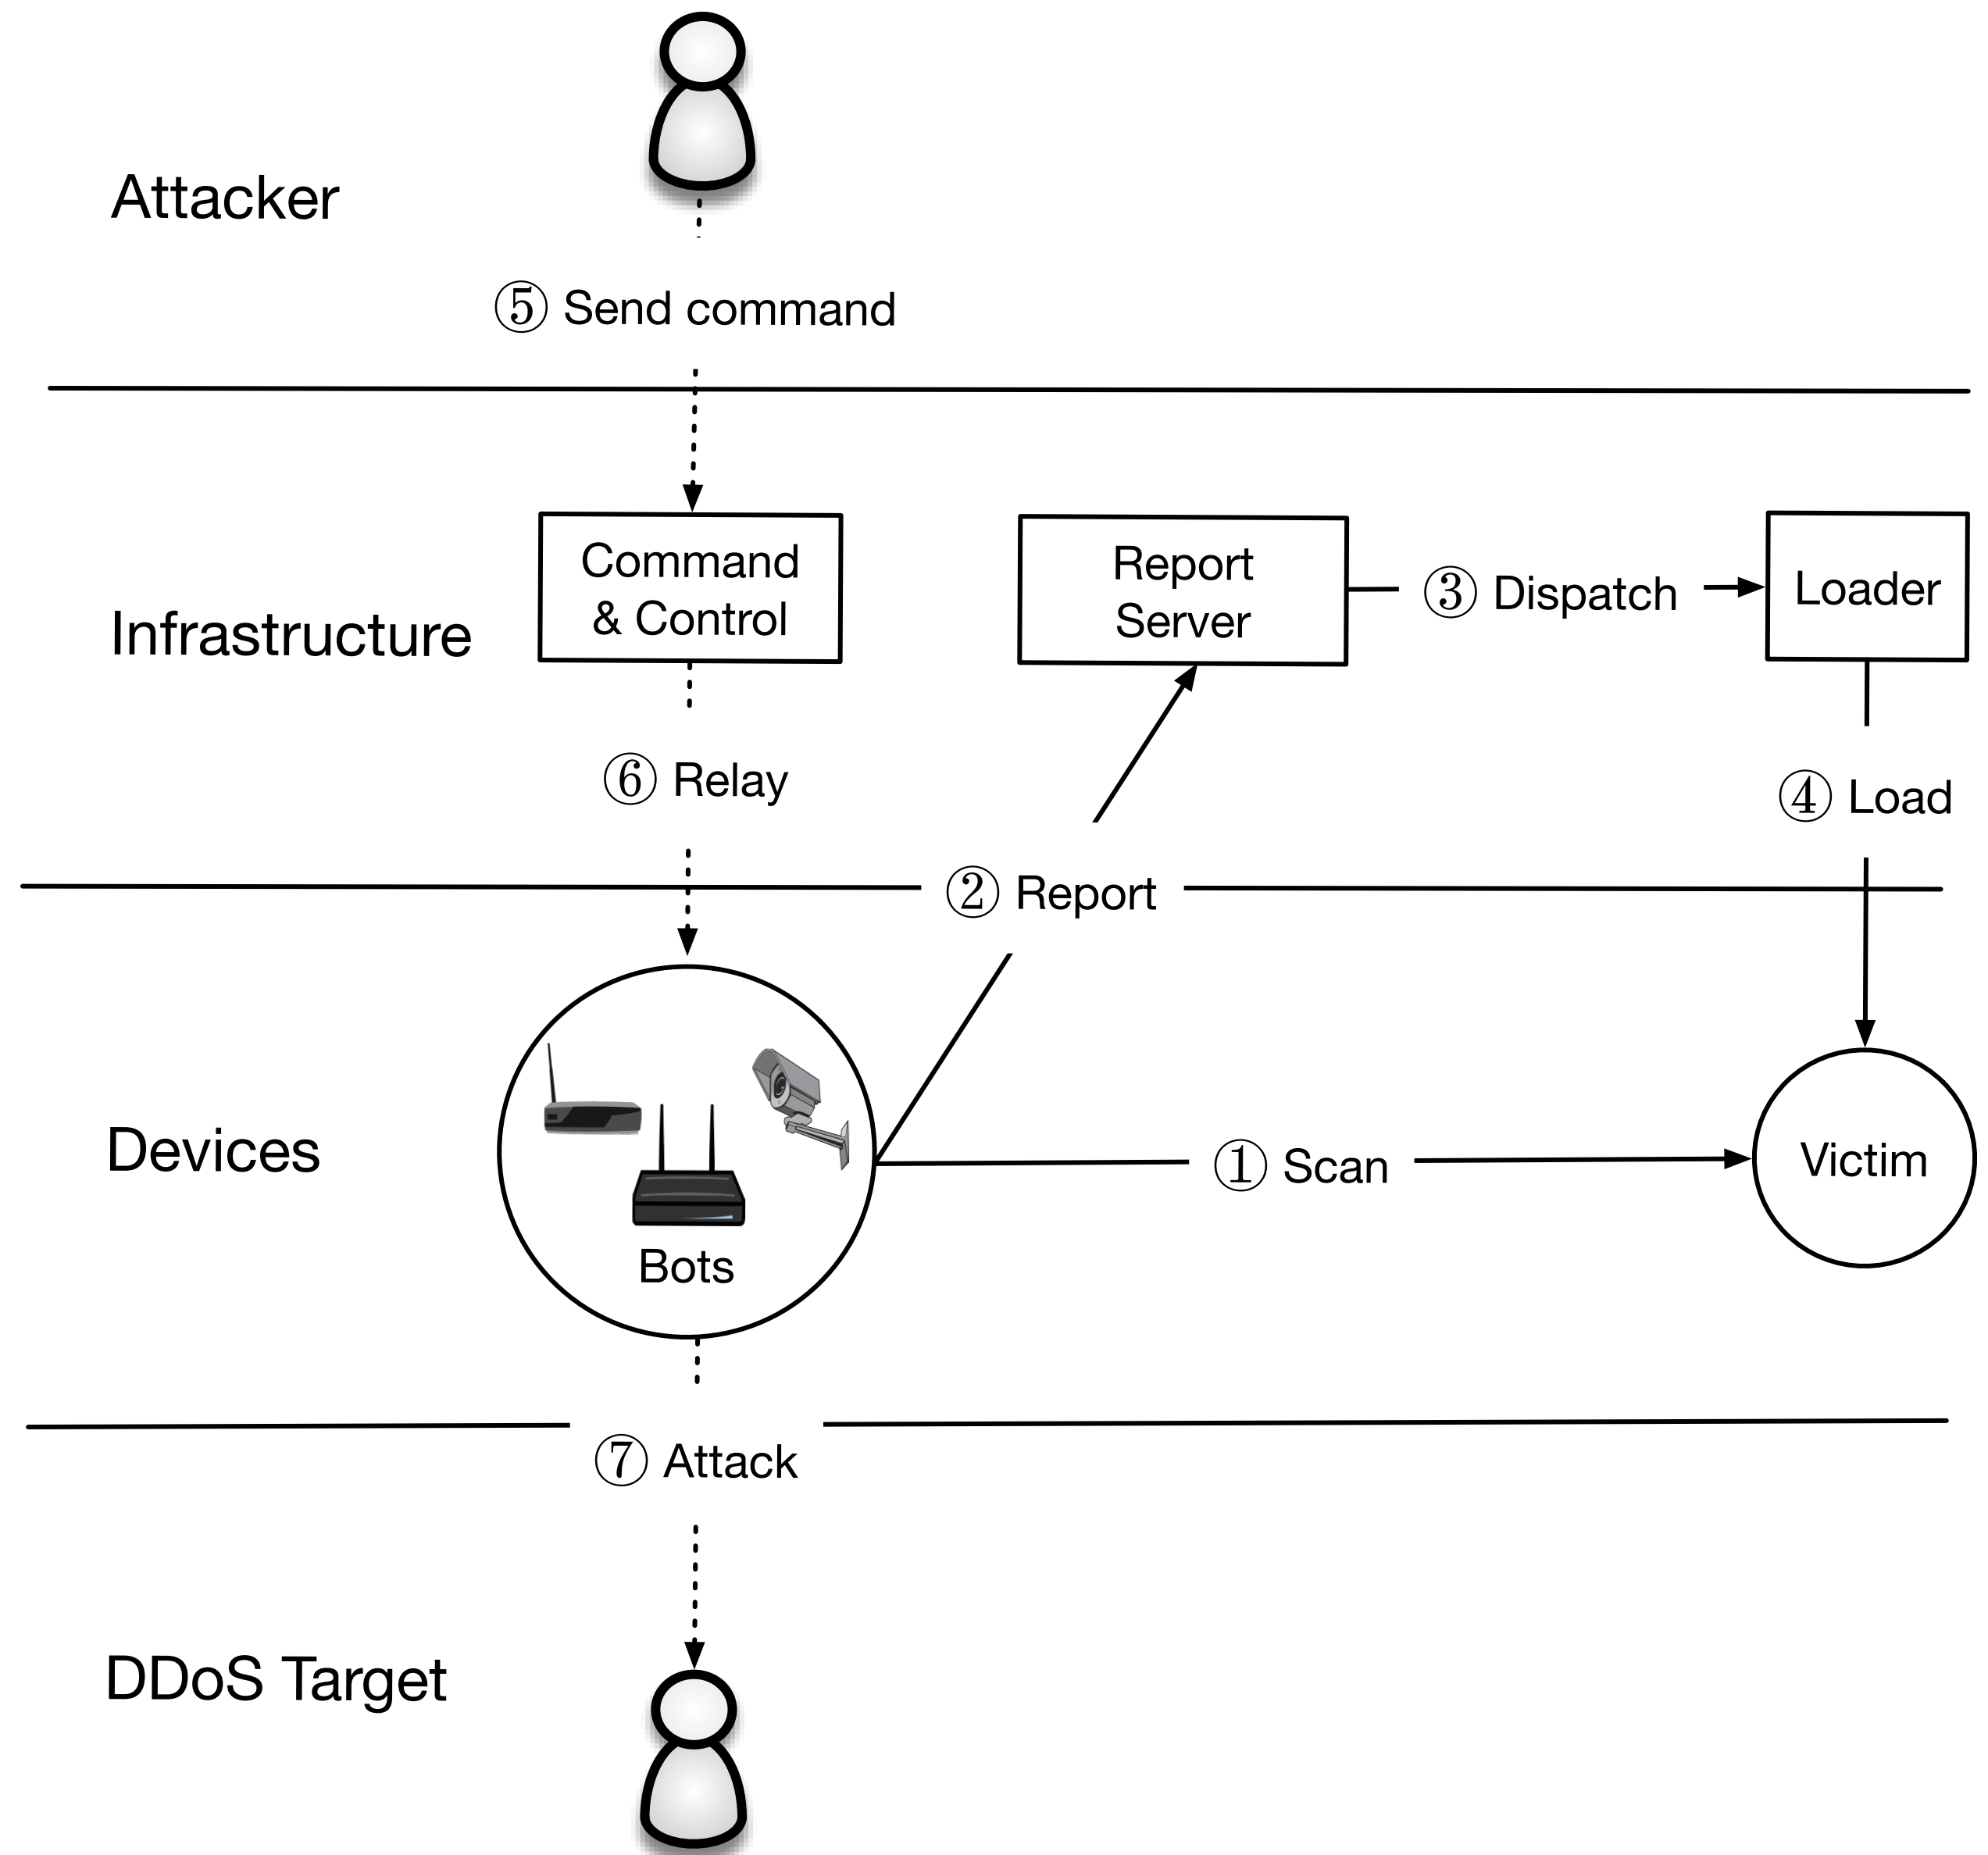 Attacker
⑤ Send command
Command
& Control
Report
Server
③ Dispatch
Loader
Infrastructure
⑥ Relay
④ Load
② Report
Devices
① Scan
Victim
Bots
⑦ Attack
DDoS Target